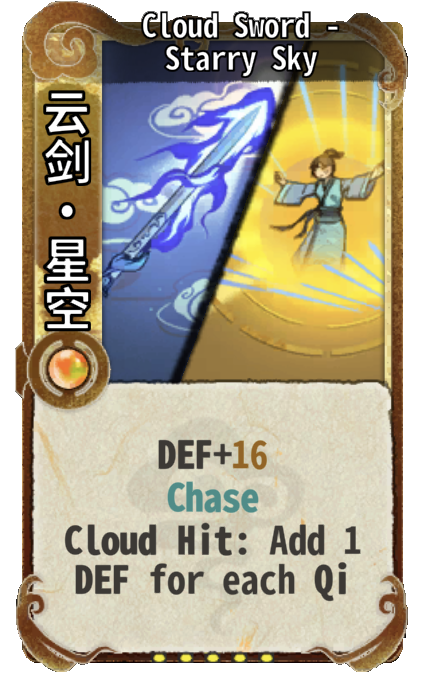 Cloud Sword -
Starry Sky
云剑·星空
DEF+16
Chase
Cloud Hit: Add 1
DEF for each Qi